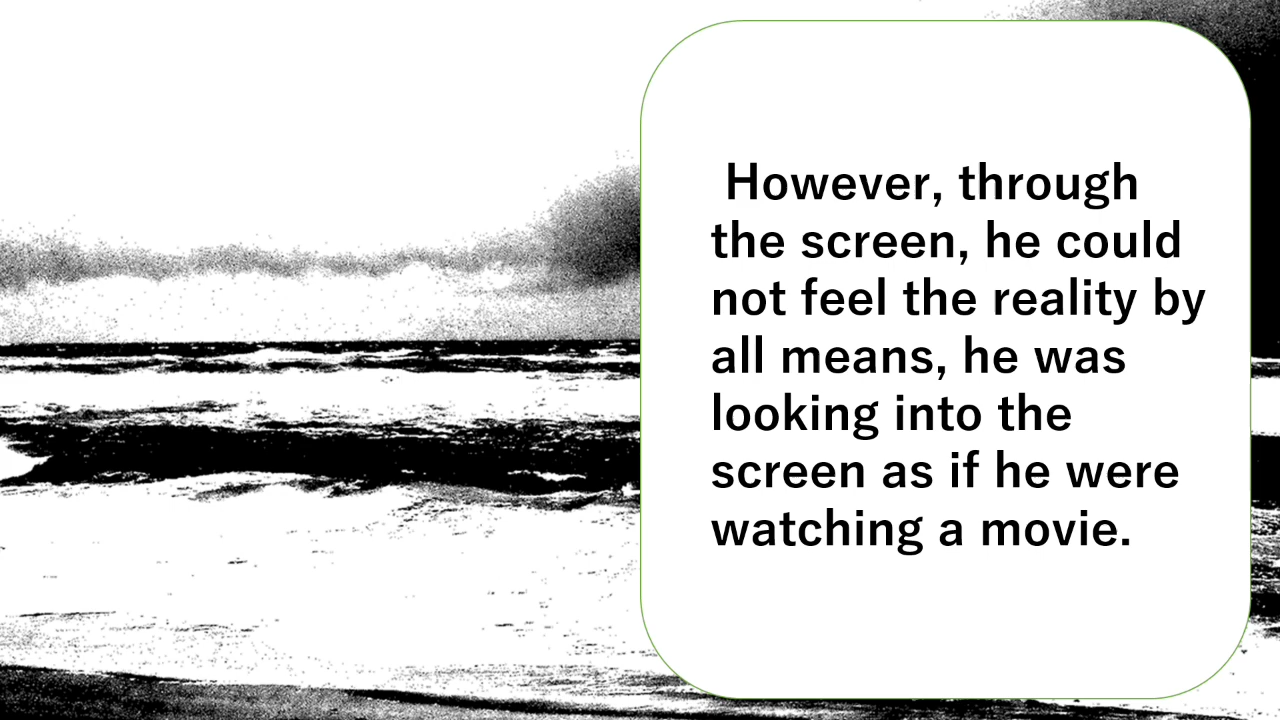 However, through
the screen, he could
not feel the reality by
all means, he was
looking into the
screen as if he were
watching a movie.